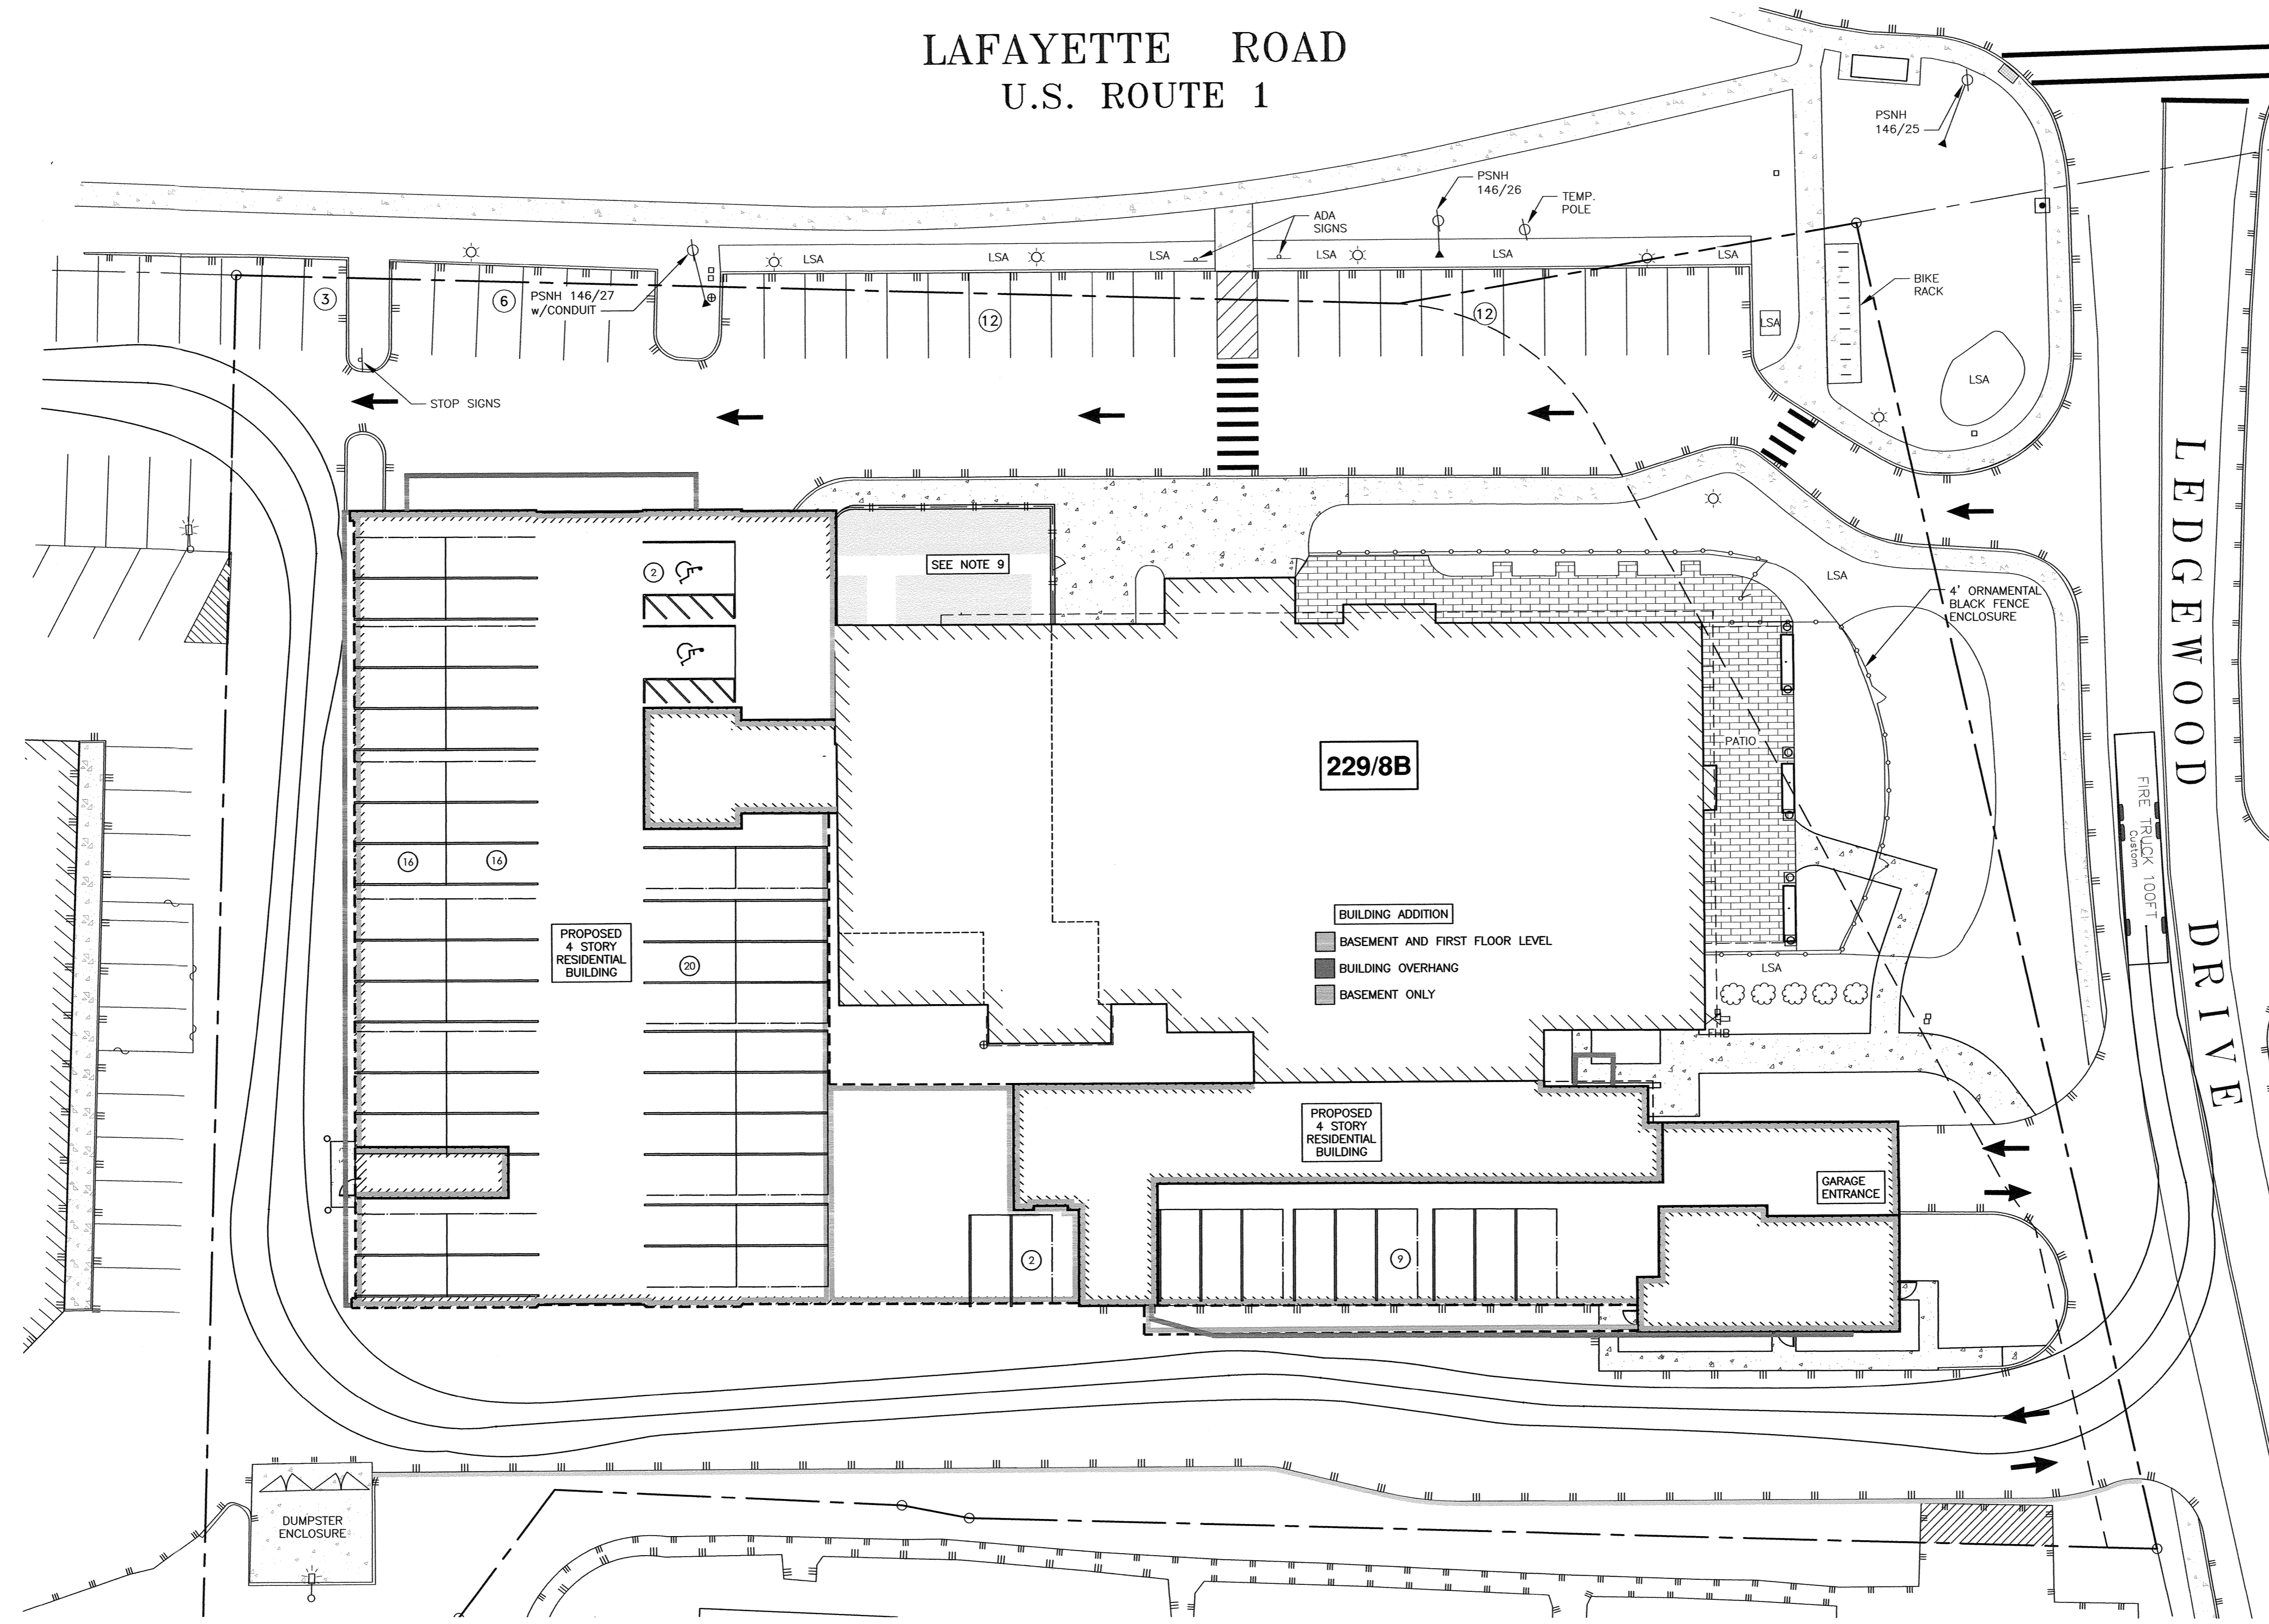 LAFAYETTE ROAD
U.S. ROUTE 1
PSNH
146/25
PSNH
146/26
TEMP.
POLE
ADA
SIGNS
LSA
LSA
LSA
LSA
LSA
LSA
BIKE
RACK
3
6
PSNH 146/27
w/CONDUIT
12
12
LSA
LSA
STOP SIGNS
LEDGEWOOD DRIVE
SEE NOTE 9
2
LSA
4' ORNAMENTAL
BLACK FENCE
ENCLOSURE
PATIO
229/8B
FIRE TRUCK 100FT
Custom
16
16
BUILDING ADDITION
BASEMENT AND FIRST FLOOR LEVEL
BUILDING OVERHANG
BASEMENT ONLY
PROPOSED
4 STORY
RESIDENTIAL
BUILDING
20
LSA
FHB
PROPOSED
4 STORY
RESIDENTIAL
BUILDING
GARAGE
ENTRANCE
2
9
DUMPSTER
ENCLOSURE